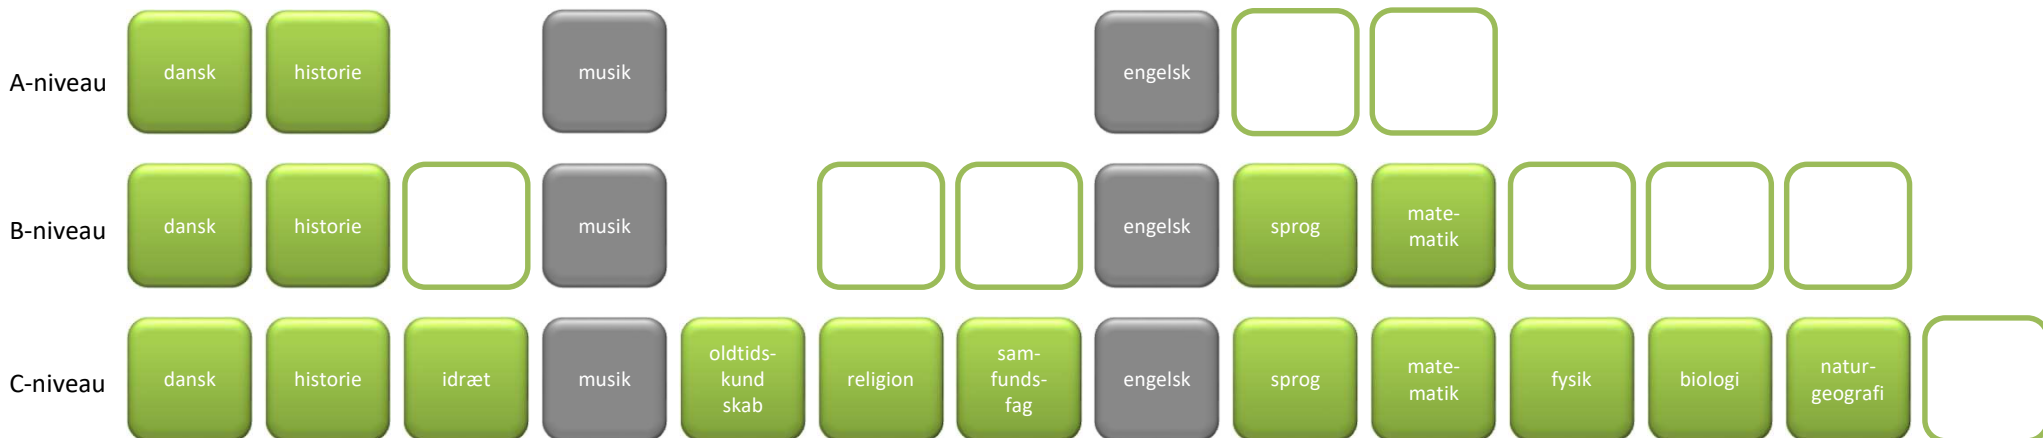 A-niveau
dansk
historie
musik
engelsk
B-niveau
dansk
historie
musik
engelsk
sprog
mate-
matik
C-niveau
dansk
historie
idræt
musik
oldtids-
kund
skab
religion
sam-
funds-
fag
engelsk
sprog
mate-
matik
fysik
biologi
natur-
geografi